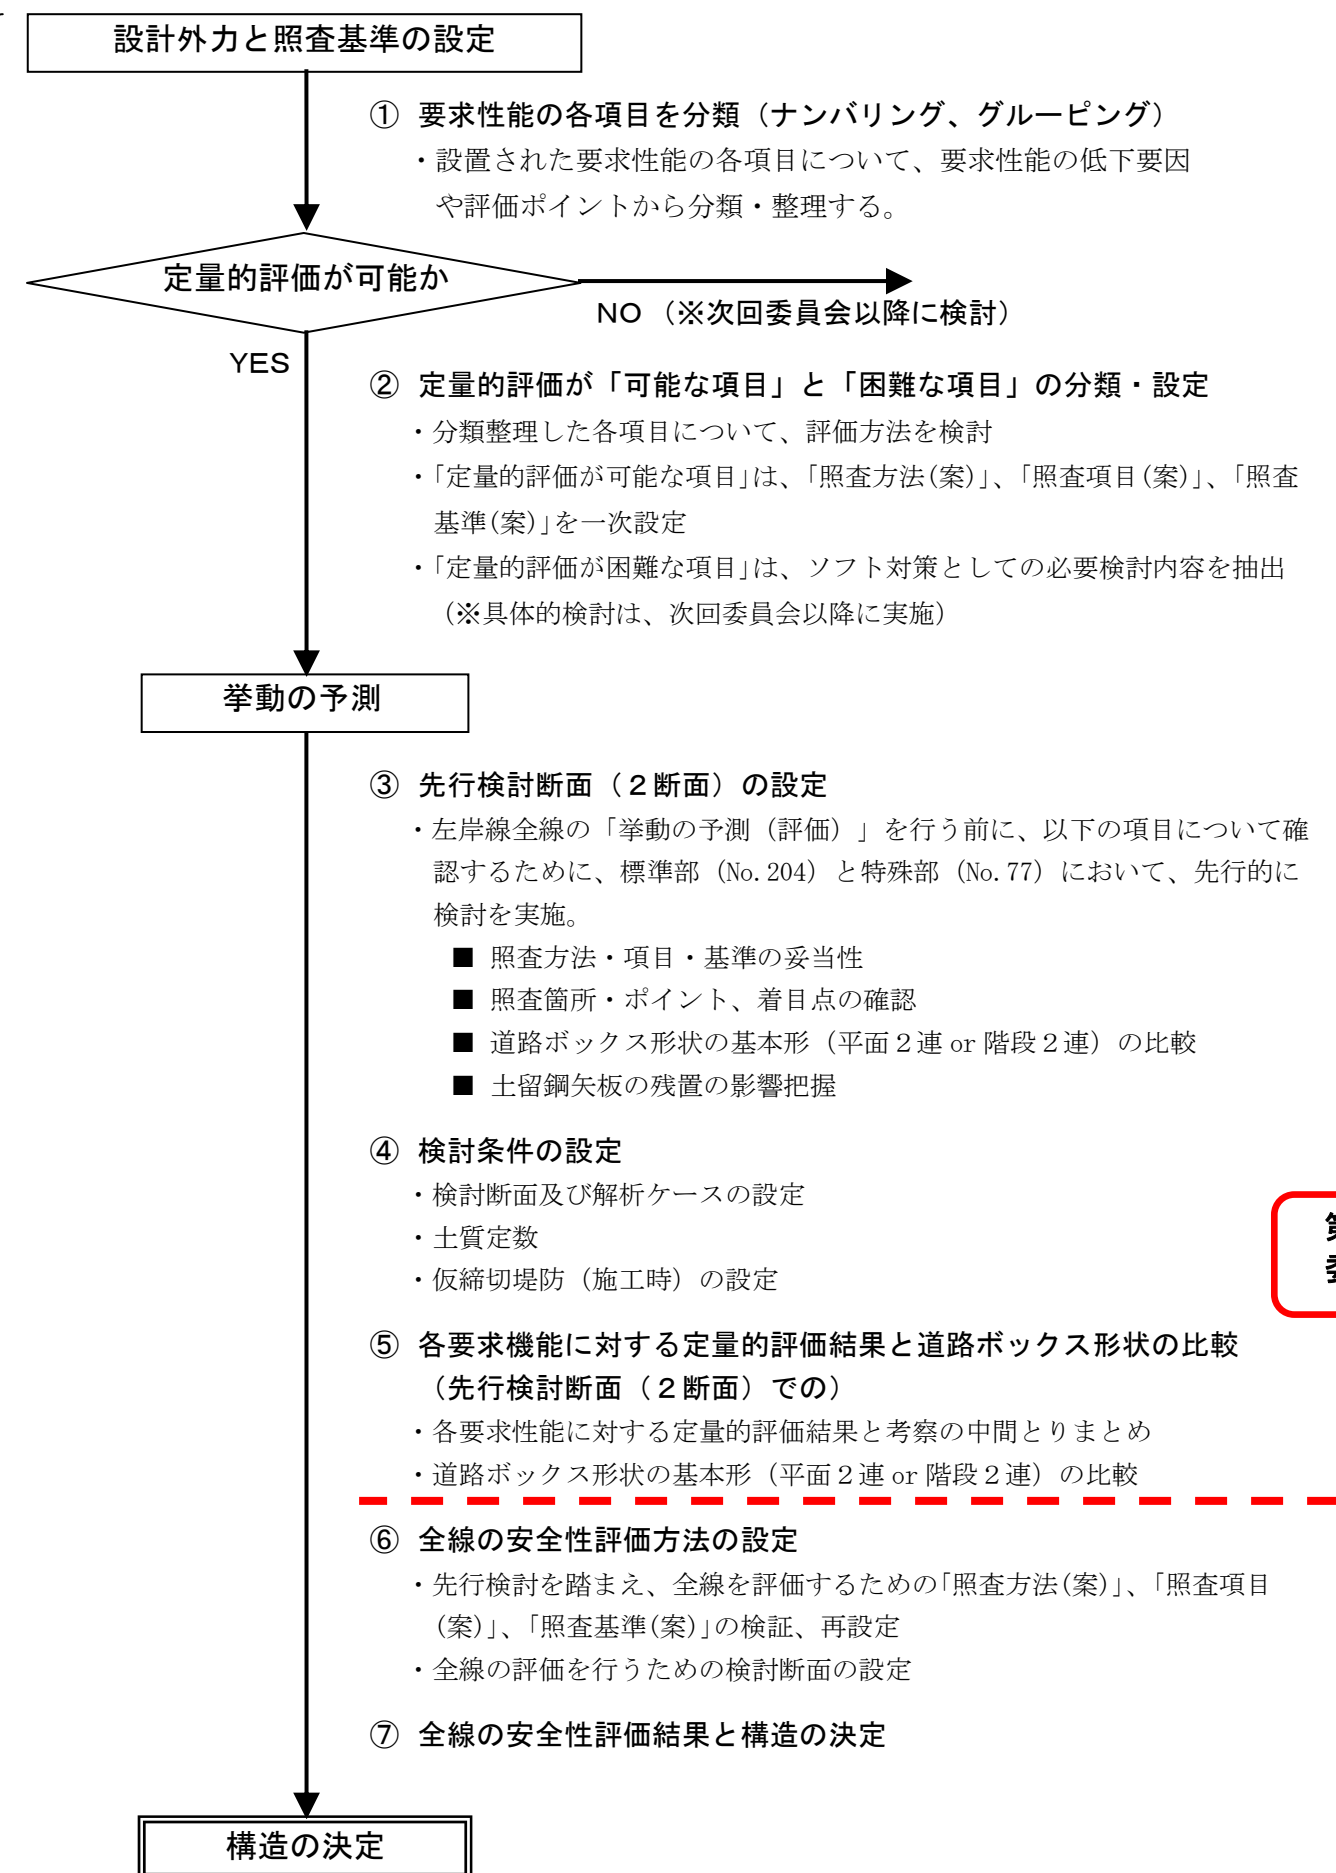 設計外力と照査基準の設定
① 要求性能の各項目を分類（ナンバリング、グルーピング）
・設置された要求性能の各項目について、要求性能の低下要因
や評価ポイントから分類・整理する。
定量的評価が可能か
NO （※次回委員会以降に検討）
YES
② 定量的評価が「可能な項目」と「困難な項目」の分類・設定
・分類整理した各項目について、評価方法を検討
・「定量的評価が可能な項目」は、「照査方法(案)」、「照査項目(案)」、「照査
基準(案)」を一次設定
・「定量的評価が困難な項目」は、ソフト対策としての必要検討内容を抽出
（※具体的検討は、次回委員会以降に実施）
挙動の予測
③ 先行検討断面（２断面）の設定
・左岸線全線の「挙動の予測（評価）」を行う前に、以下の項目について確
認するために、標準部（No.204）と特殊部（No.77）において、先行的に
検討を実施。
■ 照査方法・項目・基準の妥当性
■ 照査箇所・ポイント、着目点の確認
■ 道路ボックス形状の基本形（平面２連 or 階段２連）の比較
■ 土留鋼矢板の残置の影響把握
④ 検討条件の設定
・検討断面及び解析ケースの設定
・土質定数
・仮締切堤防（施工時）の設定
⑤ 各要求機能に対する定量的評価結果と道路ボックス形状の比較
（先行検討断面（２断面）での）
・各要求性能に対する定量的評価結果と考察の中間とりまとめ
・道路ボックス形状の基本形（平面２連 or 階段２連）の比較
⑥ 全線の安全性評価方法の設定
・先行検討を踏まえ、全線を評価するための「照査方法(案)」、「照査項目
(案)」、「照査基準(案)」の検証、再設定
・全線の評価を行うための検討断面の設定
⑦ 全線の安全性評価結果と構造の決定
構造の決定